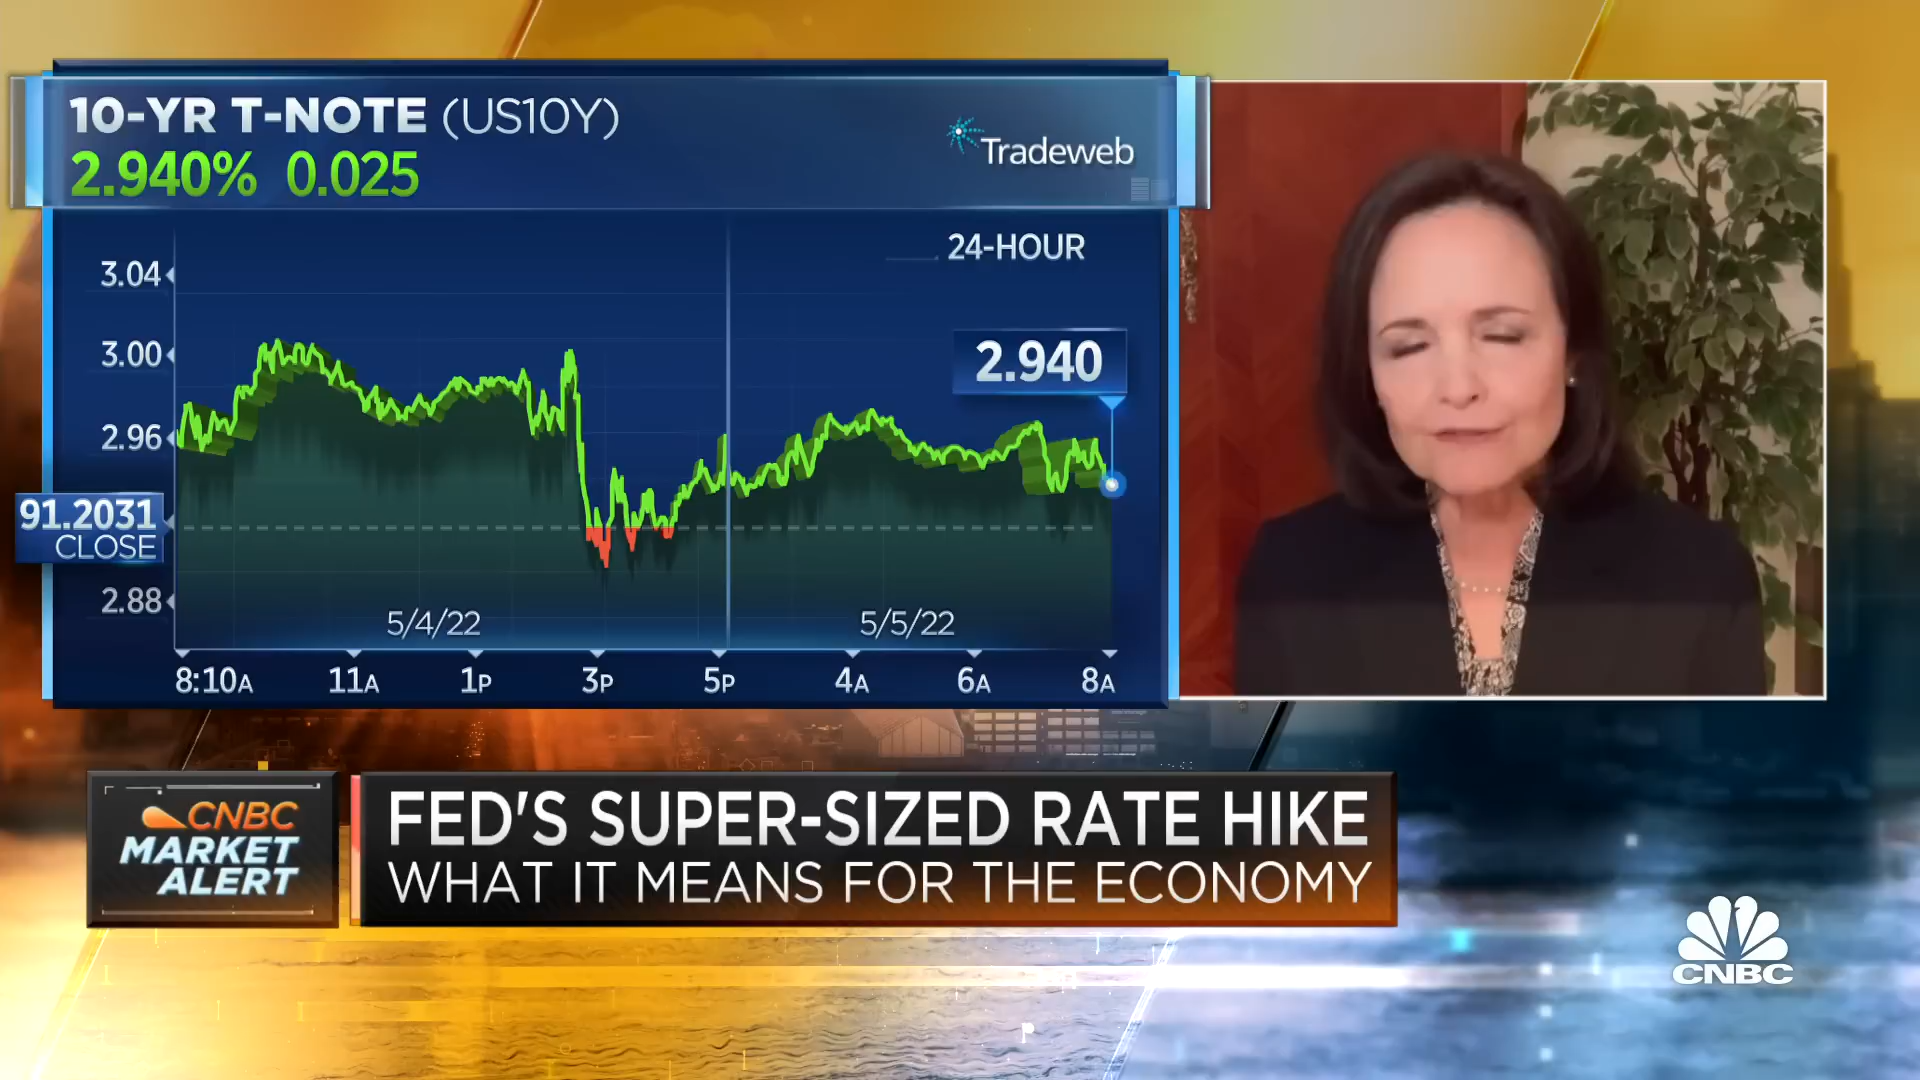 10-YR T-NOTE (US10Y)
2.940% 0.025
Tradeweb
24-HOUR
3.04
3.00
2.96
2.940
91.2031
CLOSE
2.88
5/4/22
5/5/22
8:10A 11A 1P 3P 5P 4A 6A 8A
CNBC
MARKET
ALERT
FED'S SUPER-SIZED RATE HIKE
WHAT IT MEANS FOR THE ECONOMY
CNBC